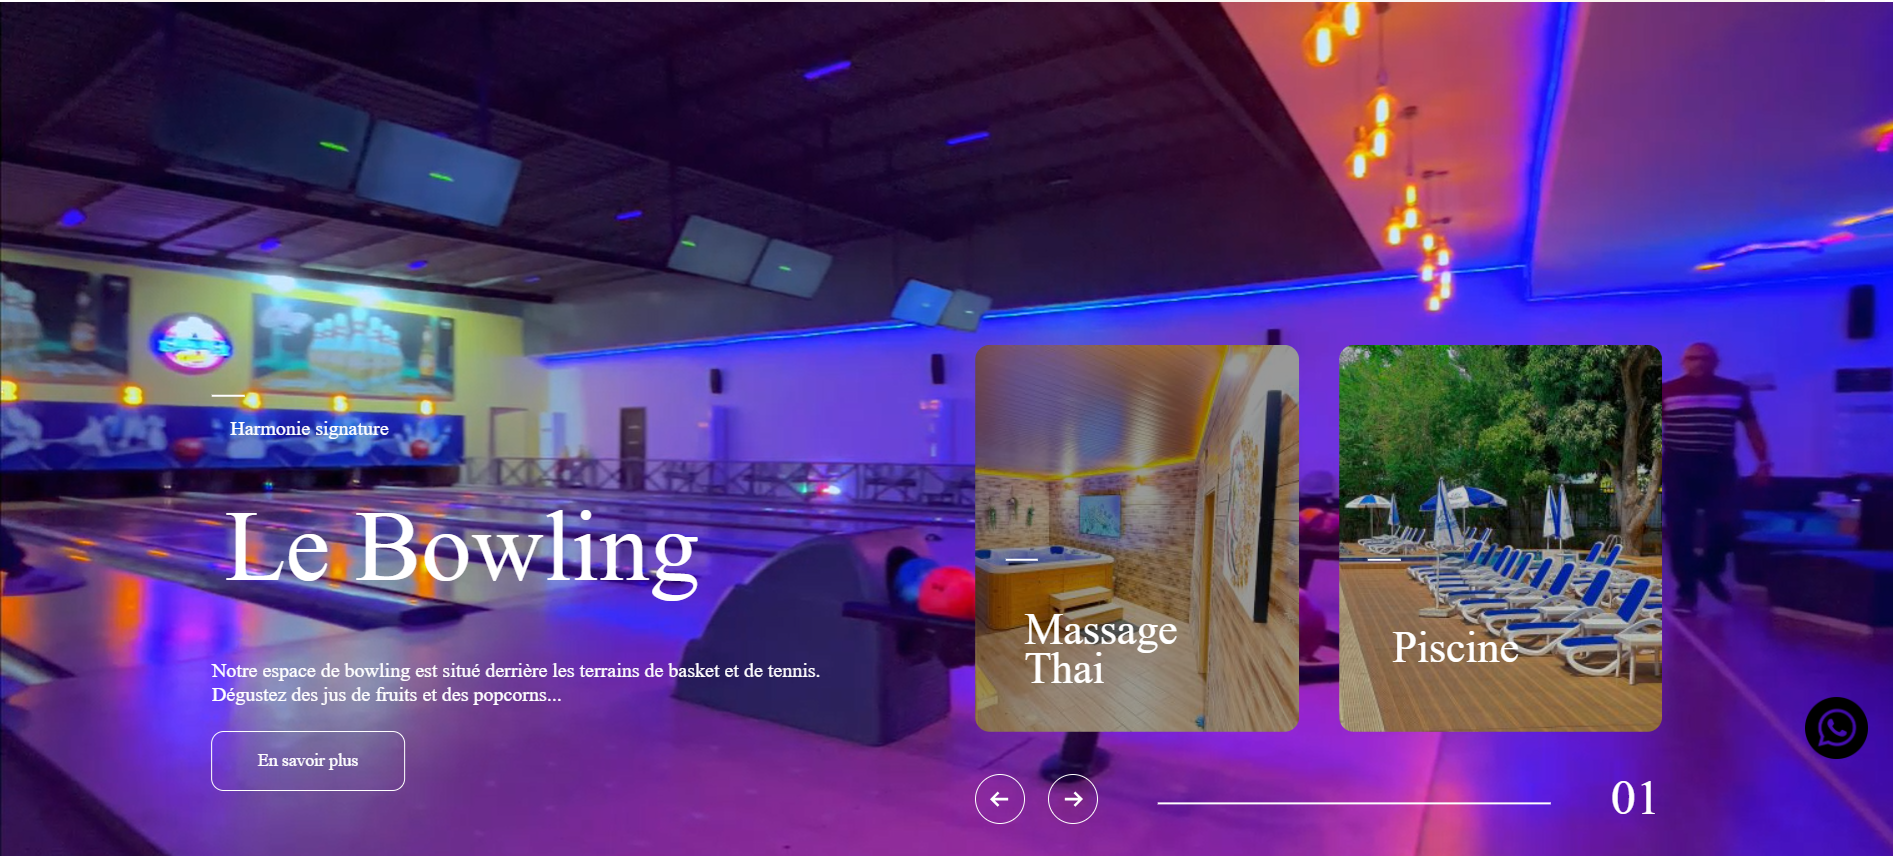 Harmonie signature
Le Bowling
Notre espace de bowling est situé derrière les terrains de basket et de tennis.
Dégustez des jus de fruits et des popcorns...
En savoir plus
Massage
Thai
Piscine
01